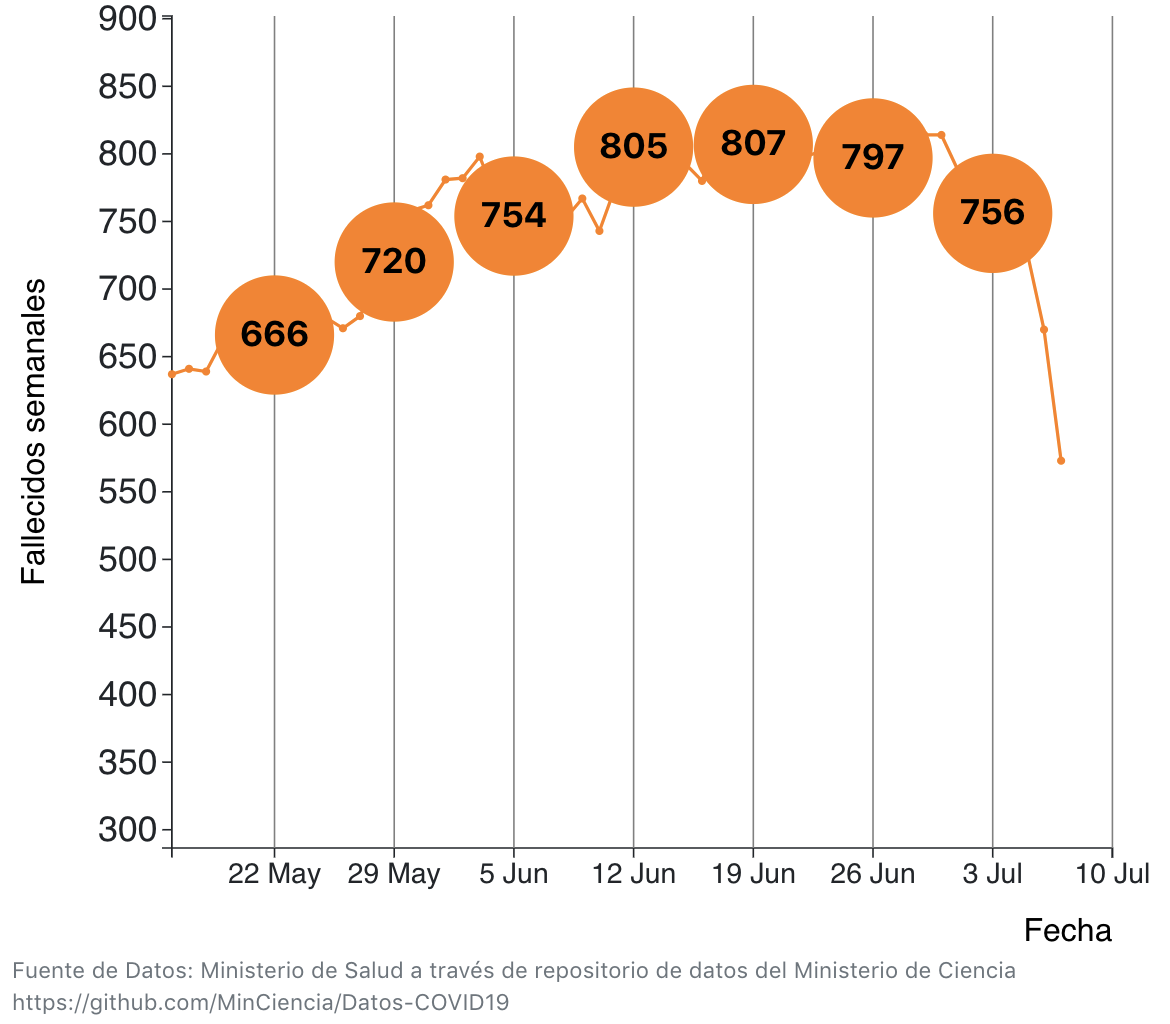 900
850
800
750
700
650
600
550
500
450
400
350
300
Fallecidos semanales
666
720
754
805
807
797
756
22 May
29 May
5 Jun
12 Jun
19 Jun
26 Jun
3 Jul
10 Jul
Fecha
Fuente de Datos: Ministerio de Salud a través de repositorio de datos del Ministerio de Ciencia
https://github.com/MinCiencia/Datos-COVID19